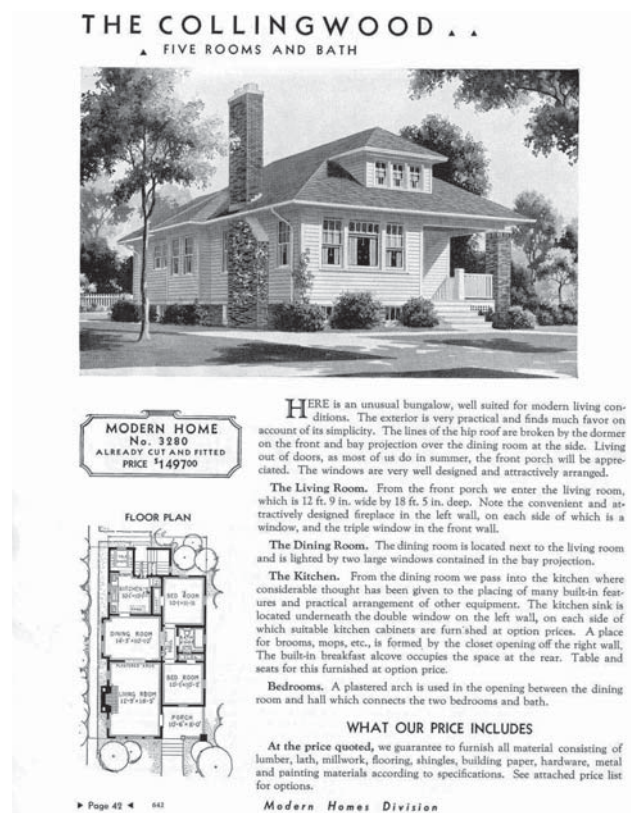 THE COLLINGWOOD
FIVE ROOMS AND BATH
MODERN HOME
No. 3280
ALREADY CUT AND FITTED
PRICE $1497.00
FLOOR PLAN
KITCHEN
BED ROOM
DINING ROOM
PLASTERED ARCH
BED ROOM
LIVING ROOM
PORCH
HERE is an unusual bungalow, well suited for modern living con-
ditions. The exterior is very practical and finds much favor on
account of its simplicity. The lines of the hip roof are broken by the dormer
on the front and bay projection over the dining room at the side. Living
out of doors, as most of us do in summer, the front porch will be appre-
ciated. The windows are very well designed and attractively arranged.
The Living Room. From the front porch we enter the living room,
which is 12 ft. 9 in. wide by 18 ft. 5 in. deep. Note the convenient and at-
tractively designed fireplace in the left wall, on each side of which is a
window, and the triple window in the front wall.
The Dining Room. The dining room is located next to the living room
and is lighted by two large windows contained in the bay projection.
The Kitchen. From the dining room we pass into the kitchen where
considerable thought has been given to the placing of many built-in feat-
ures and practical arrangement of other equipment. The kitchen sink is
located underneath the double window on the left wall, on each side of
which suitable kitchen cabinets are furnished at option prices. A place
for brooms, mops, etc., is formed by the closet opening off the right wall.
The built-in breakfast alcove occupies the space at the rear. Table and
seats for this furnished at option price.
Bedrooms. A plastered arch is used in the opening between the dining
room and hall which connects the two bedrooms and bath.
WHAT OUR PRICE INCLUDES
At the price quoted, we guarantee to furnish all material consisting of
lumber, lath, millwork, flooring, shingles, building paper, hardware, metal
and painting materials according to specifications. See attached price list
for options.
Page 42
842
Modern Homes Division